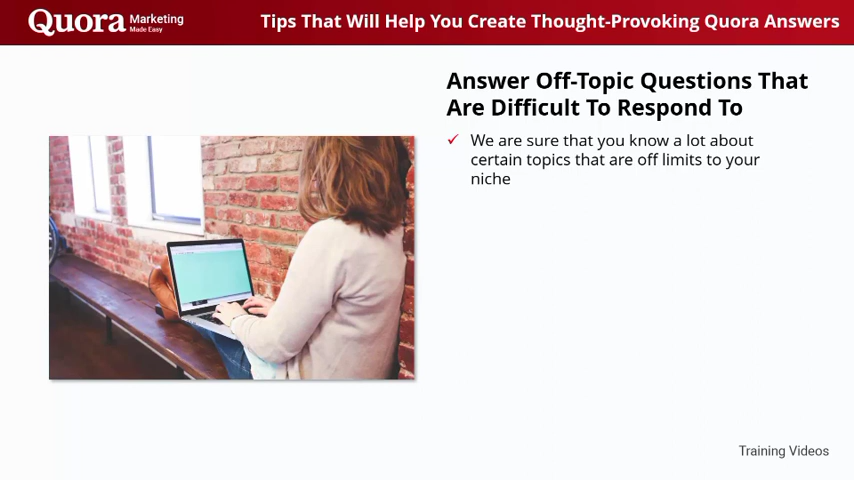 Quora Marketing
Made Easy
Tips That Will Help You Create Thought-Provoking Quora Answers
Answer Off-Topic Questions That
Are Difficult To Respond To
✓ We are sure that you know a lot about
certain topics that are off limits to your
niche
Training Videos